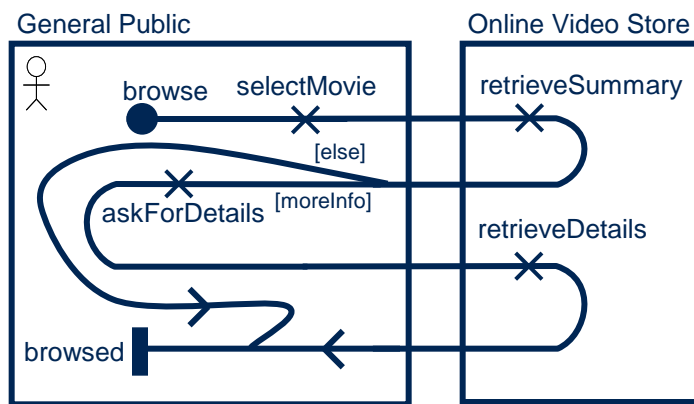 General Public
Online Video Store
browse
selectMovie
retrieveSummary
[else]
[moreInfo]
askForDetails
retrieveDetails
browsed